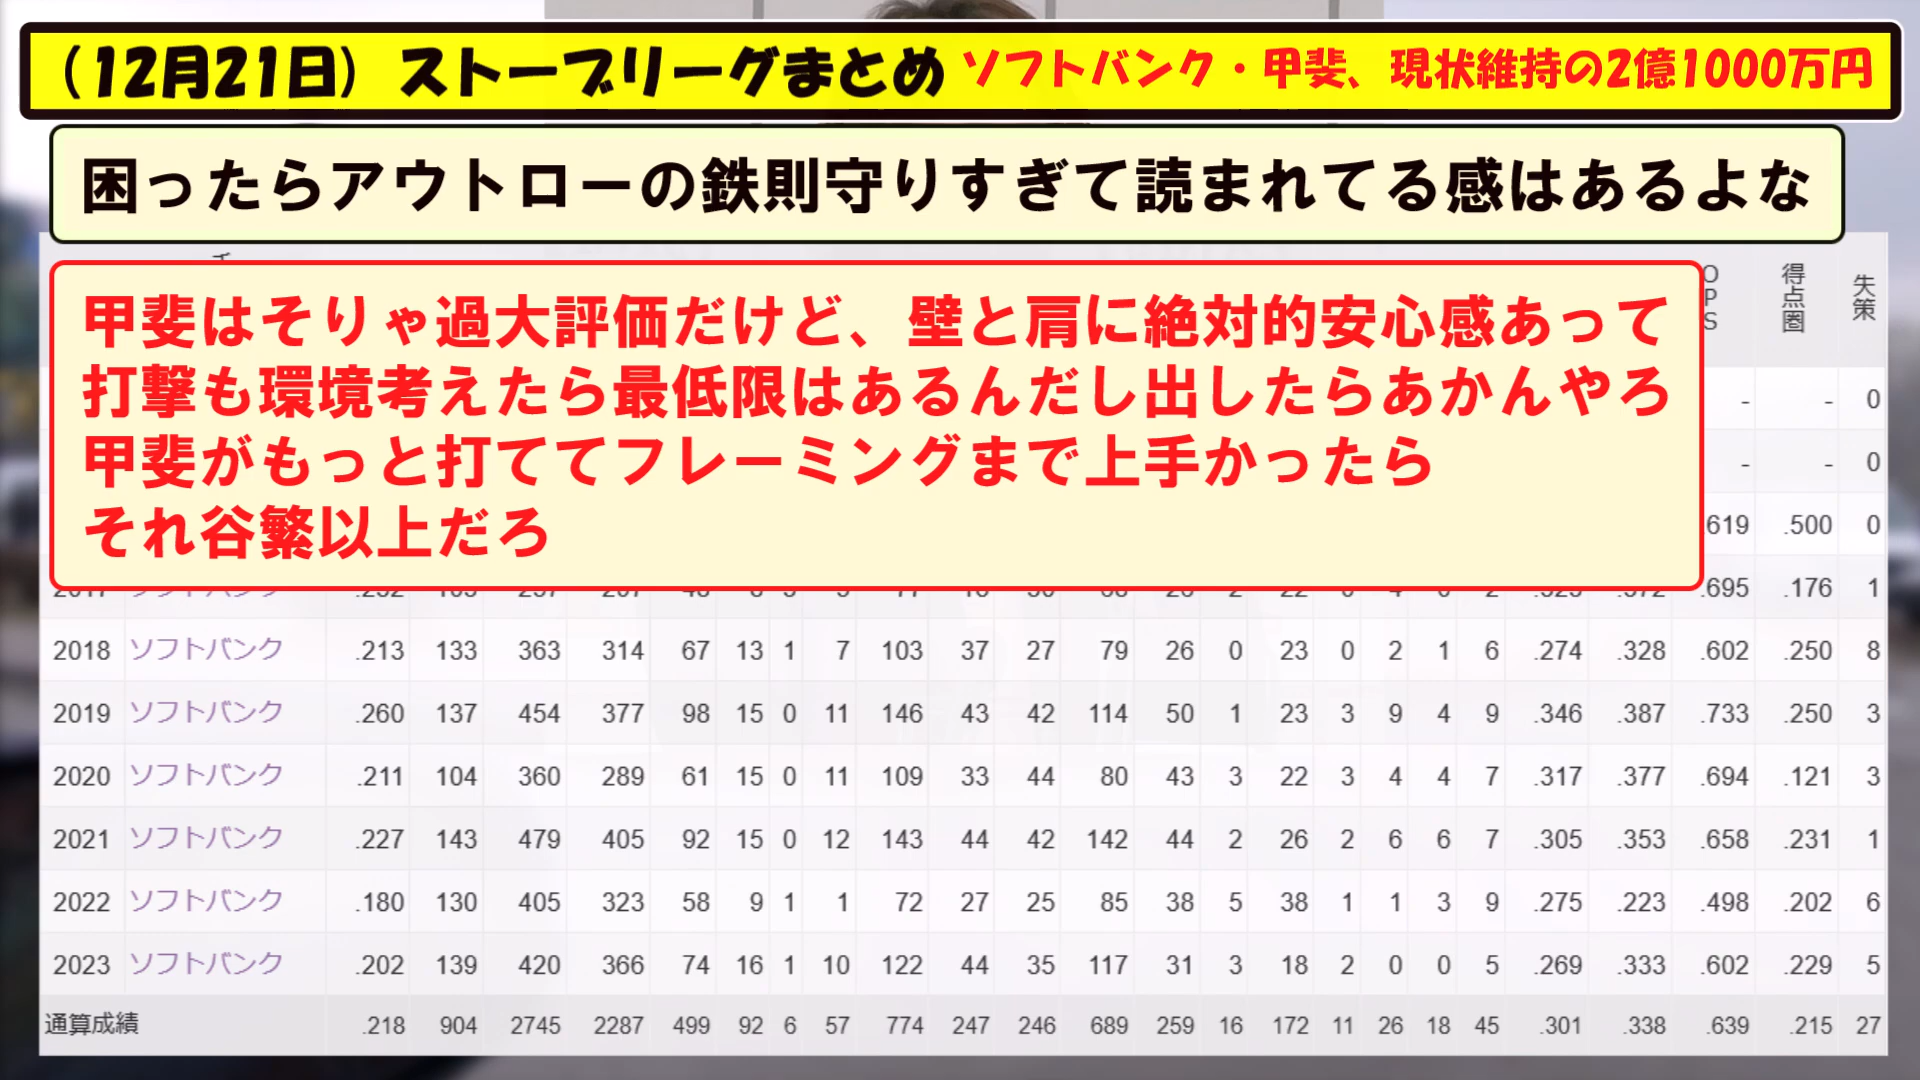 (12月21日) ストーブリーグまとめ ソフトバンク・甲斐、現状維持の2億1000万円
困ったらアウトローの鉄則守りすぎて読まれてる感はあるよな
甲斐はそりゃ過大評価だけど、壁と肩に絶対的安心感あって
打撃も環境考えたら最低限はあるんだし出したらあかんやろ
甲斐がもっと打ててフレーミングまで上手かったら
それ谷繁以上だろ
OPS 得点圏 失策
- - 0
- - 0
.619 .500 0
.695 .176 1
2018 ソフトバンク .213 133 363 314 67 13 1 7 103 37 27 79 26 0 23 0 2 1 6 .274 .328 .602 .250 8
2019 ソフトバンク .260 137 454 377 98 15 0 11 146 43 42 114 50 1 23 3 9 4 9 .346 .387 .733 .250 3
2020 ソフトバンク .211 104 360 289 61 15 0 11 109 33 44 80 43 3 22 3 4 4 7 .317 .377 .694 .121 3
2021 ソフトバンク .227 143 479 405 92 15 0 12 143 44 42 142 44 2 26 2 6 6 7 .305 .353 .658 .231 1
2022 ソフトバンク .180 130 405 323 58 9 1 1 72 27 25 85 38 5 38 1 1 3 9 .275 .223 .498 .202 6
2023 ソフトバンク .202 139 420 366 74 16 1 10 122 44 35 117 31 3 18 2 0 0 5 .269 .333 .602 .229 5
通算成績 .218 904 2745 2287 499 92 6 57 774 247 246 689 259 16 172 11 26 18 45 .301 .338 .639 .215 27